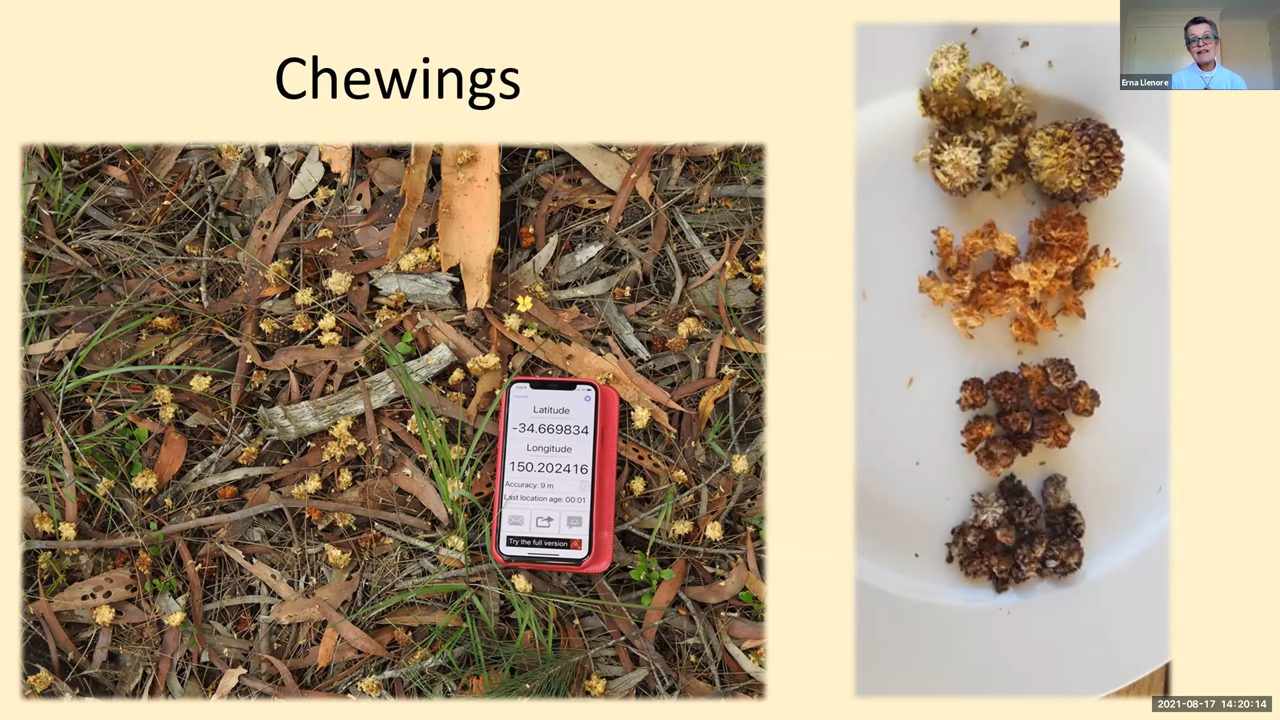 Chewings
Erna Llenore
Latitude
-34.669834
Longitude
150.202416
Accuracy: 9 m
Last location age: 00:01
Try the full version
2021-08-17 14:20:14